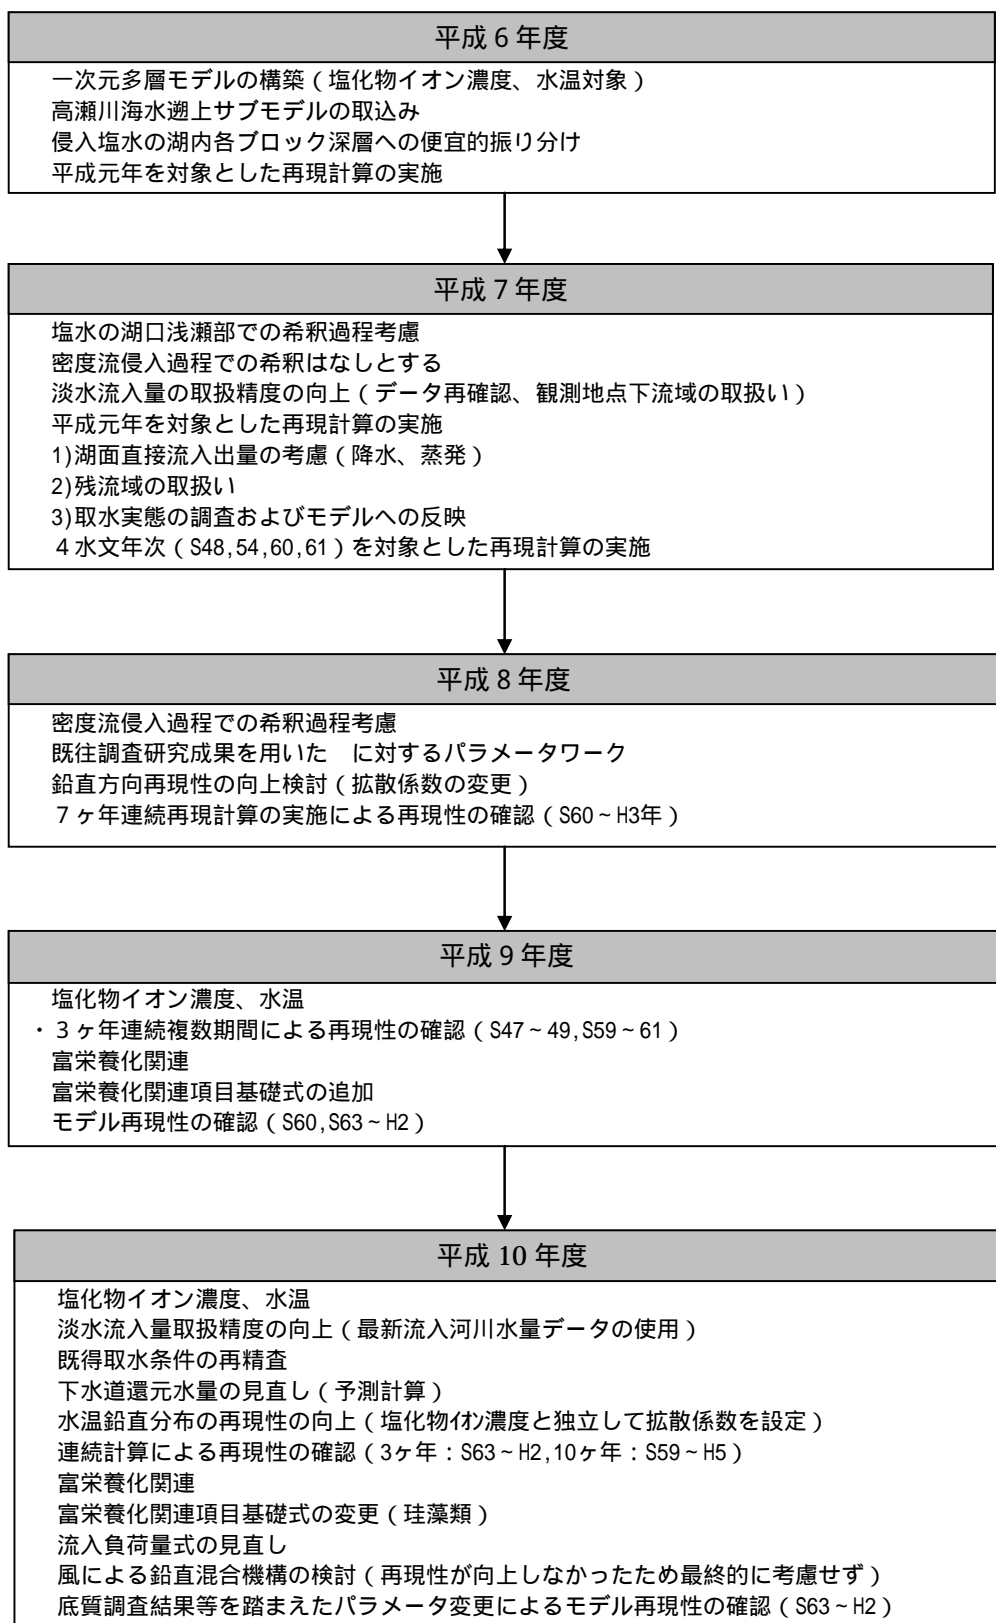 平成６年度
一次元多層モデルの構築（塩化物イオン濃度、水温対象）
高瀬川海水遡上サブモデルの取込み
侵入塩水の湖内各ブロック深層への便宜的振り分け
平成元年を対象とした再現計算の実施
平成７年度
塩水の湖口浅瀬部での希釈過程考慮
密度流侵入過程での希釈はなしとする
淡水流入量の取扱精度の向上（データ再確認、観測地点下流域の取扱い）
平成元年を対象とした再現計算の実施
1)湖面直接流入出量の考慮（降水、蒸発）
2)残流域の取扱い
3)取水実態の調査およびモデルへの反映
４水文年次（S48,54,60,61）を対象とした再現計算の実施
平成８年度
密度流侵入過程での希釈過程考慮
既往調査研究成果を用いた　に対するパラメータワーク
鉛直方向再現性の向上検討（拡散係数の変更）
７ヶ年連続再現計算の実施による再現性の確認（S60～H3年）
平成９年度
塩化物イオン濃度、水温
・３ヶ年連続複数期間による再現性の確認（S47～49,S59～61）
富栄養化関連
富栄養化関連項目基礎式の追加
モデル再現性の確認（S60,S63～H2）
平成 10 年度
塩化物イオン濃度、水温
淡水流入量取扱精度の向上（最新流入河川水量データの使用）
既得取水条件の再精査
下水道還元水量の見直し（予測計算）
水温鉛直分布の再現性の向上（塩化物ｲｵﾝ濃度と独立して拡散係数を設定）
連続計算による再現性の確認（3ヶ年：S63～H2,10ヶ年：S59～H5）
富栄養化関連
富栄養化関連項目基礎式の変更（珪藻類）
流入負荷量式の見直し
風による鉛直混合機構の検討（再現性が向上しなかったため最終的に考慮せず）
底質調査結果等を踏まえたパラメータ変更によるモデル再現性の確認（S63～H2）